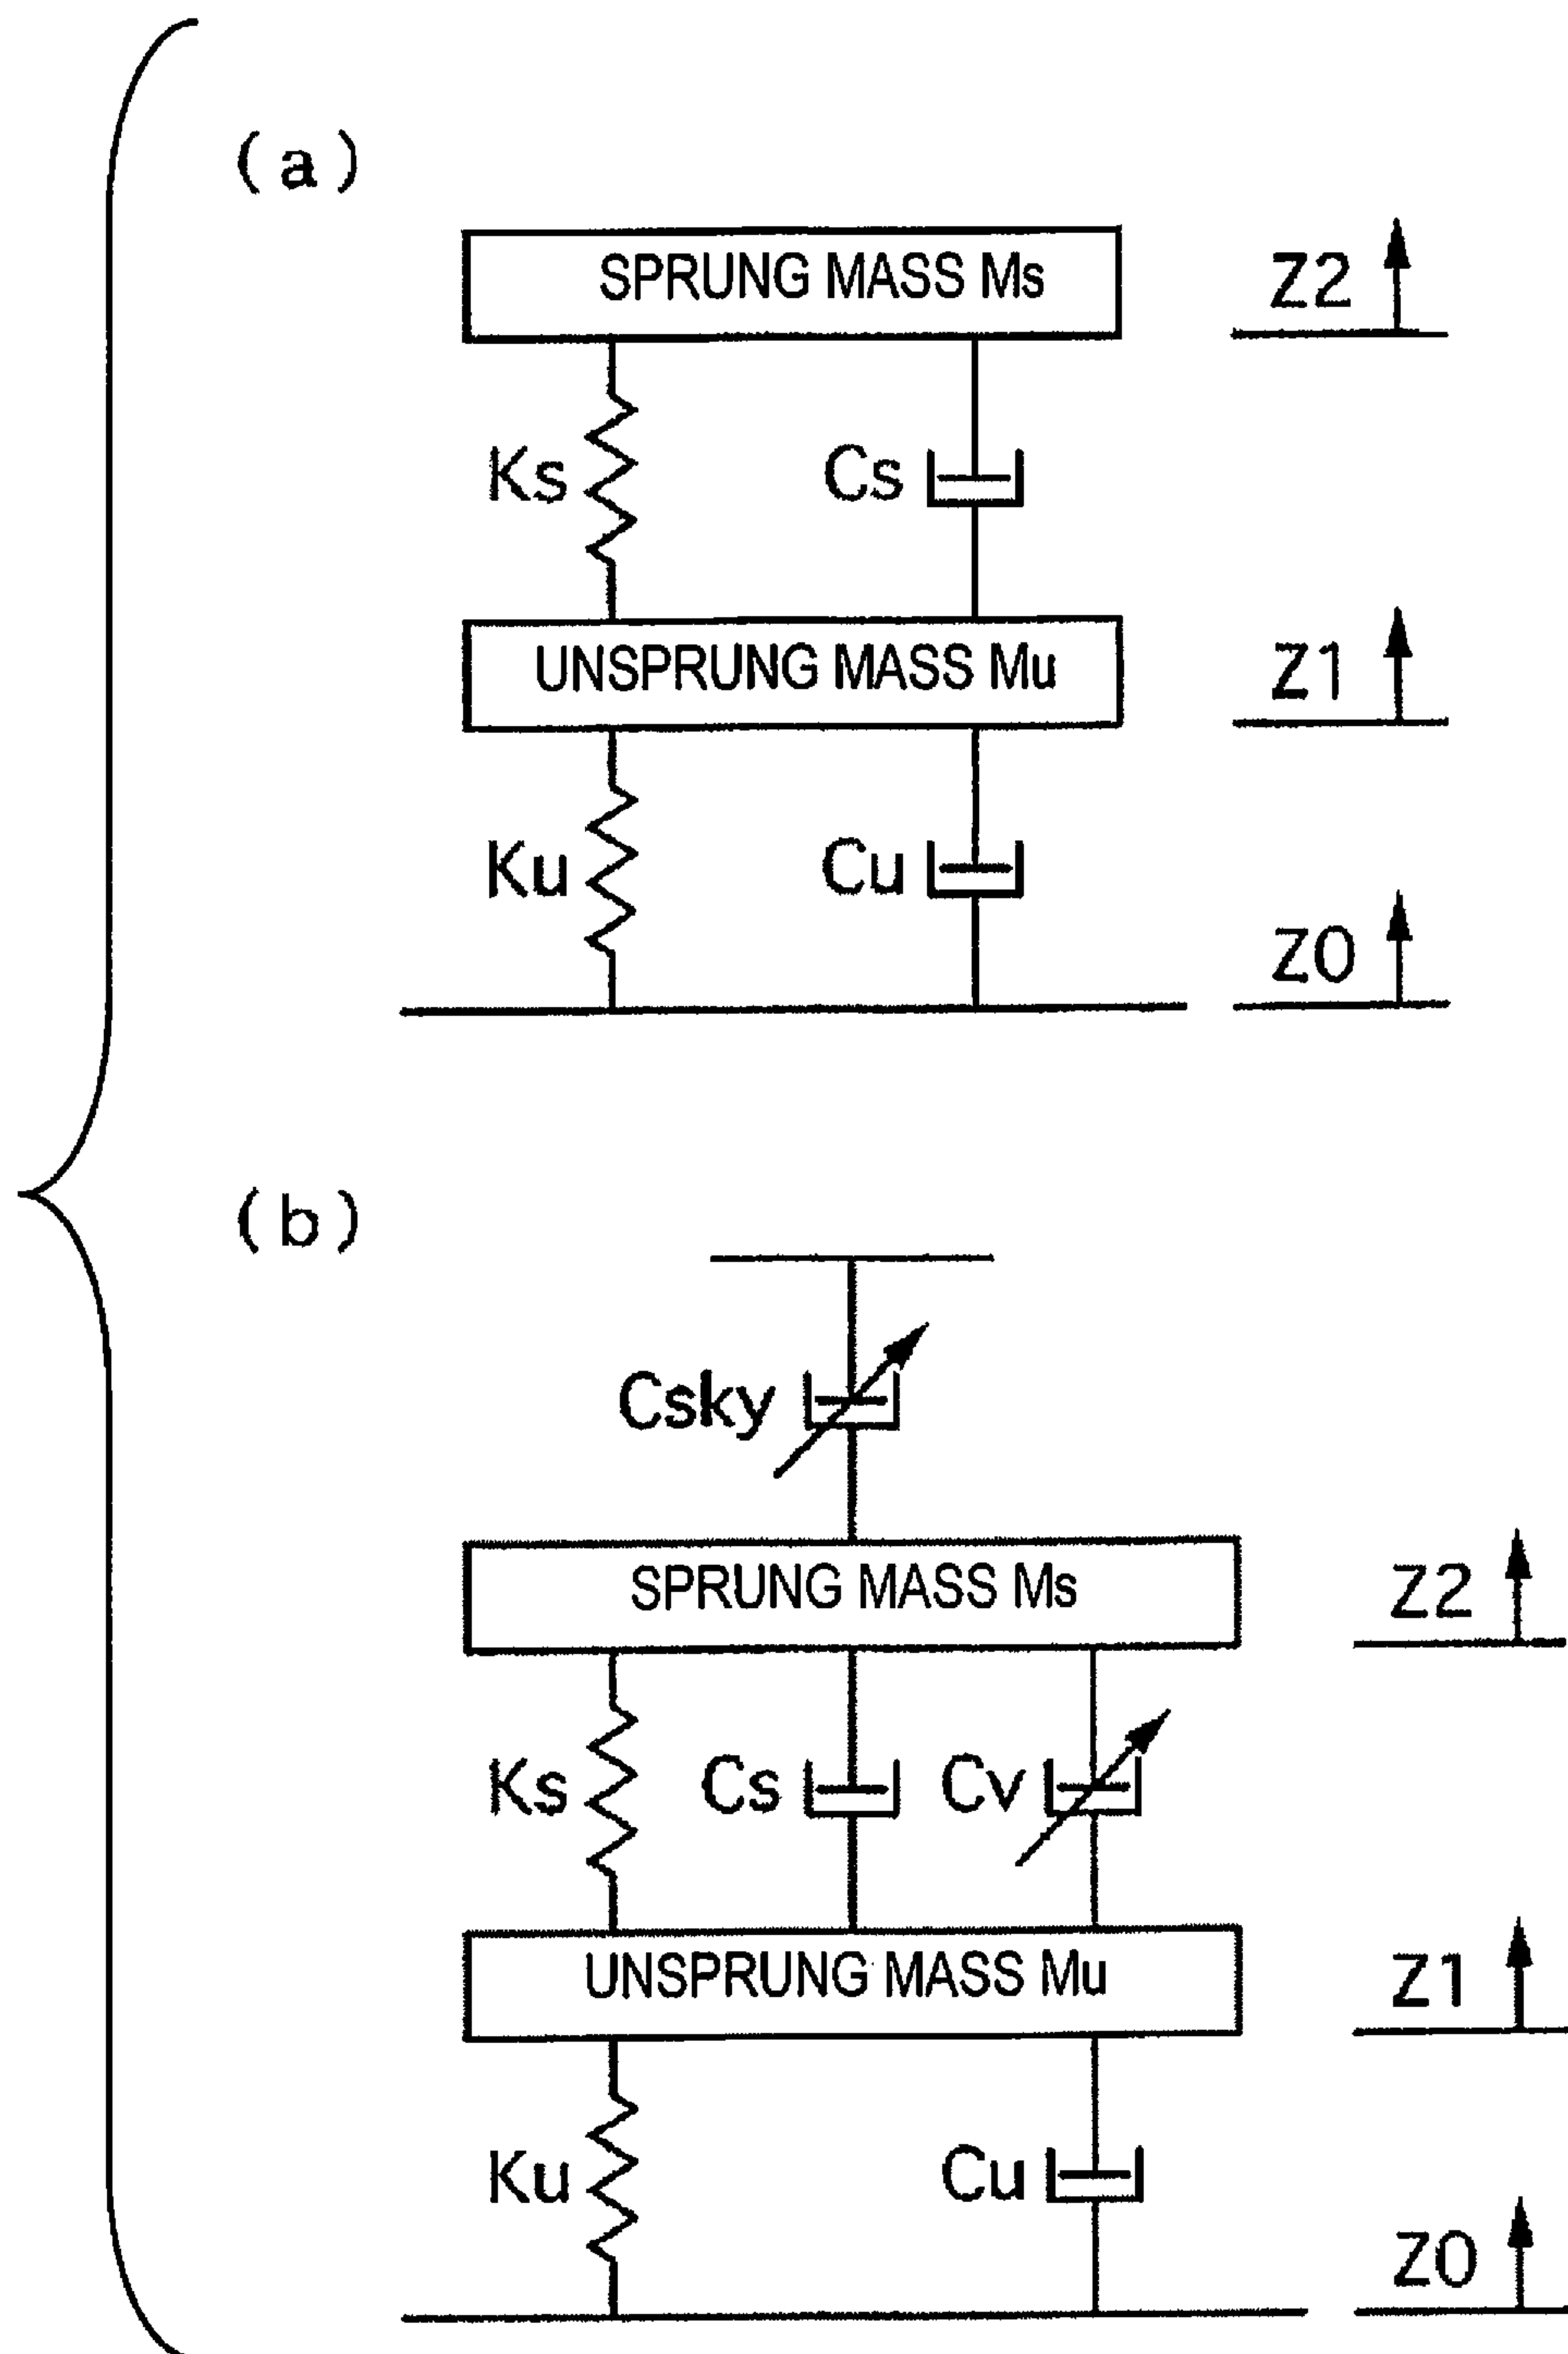 (a)
SPRUNG MASS Ms
Z2
Ks
Cs
UNSPRUNG MASS Mu
Z1
Ku
Cu
Z0
(b)
Csky
SPRUNG MASS Ms
Z2
Ks
Cs
Cv
UNSPRUNG MASS Mu
Z1
Ku
Cu
Z0